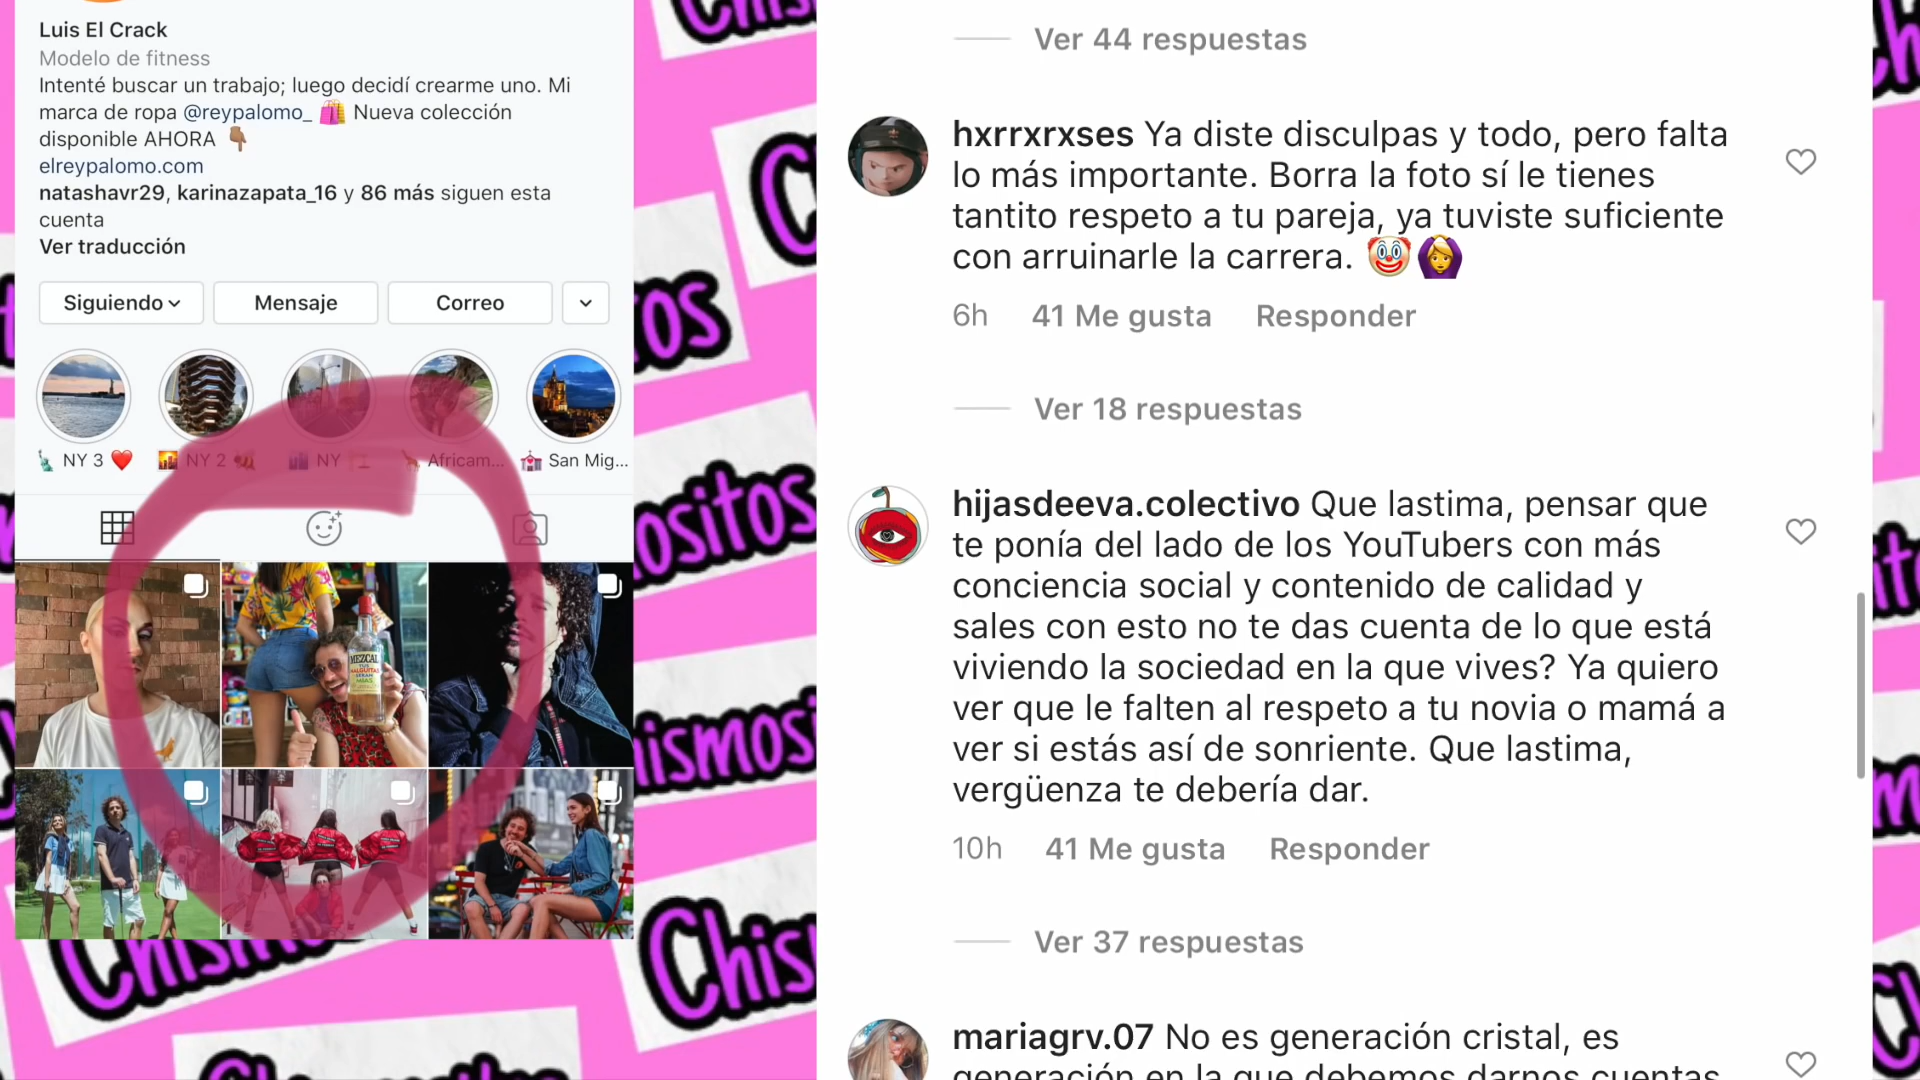 Luis El Crack
Modelo de fitness
Intenté buscar un trabajo; luego decidí crearme uno. Mi
marca de ropa @reypalomo_ 🛍️ Nueva colección
disponible AHORA 👇🏾
elreypalomo.com
natashavr29, karinazapata_16 y 86 más siguen esta
cuenta
Ver traducción
Siguiendo
Mensaje
Correo
🗽 NY 3 ❤️
🌇 NY 2 🐝
NY
Africam...
💒 San Mig...
MEZCAL
Ver 44 respuestas
hxrrxrxses Ya diste disculpas y todo, pero falta
lo más importante. Borra la foto sí le tienes
tantito respeto a tu pareja, ya tuviste suficiente
con arruinarle la carrera. 🤡🙆‍♀️
6h 41 Me gusta Responder
Ver 18 respuestas
hijasdeeva.colectivo Que lastima, pensar que
te ponía del lado de los YouTubers con más
conciencia social y contenido de calidad y
sales con esto no te das cuenta de lo que está
viviendo la sociedad en la que vives? Ya quiero
ver que le falten al respeto a tu novia o mamá a
ver si estás así de sonriente. Que lastima,
vergüenza te debería dar.
10h 41 Me gusta Responder
Ver 37 respuestas
mariagrv.07 No es generación cristal, es
generación en la que debemos darnos cuentas
Chismositos